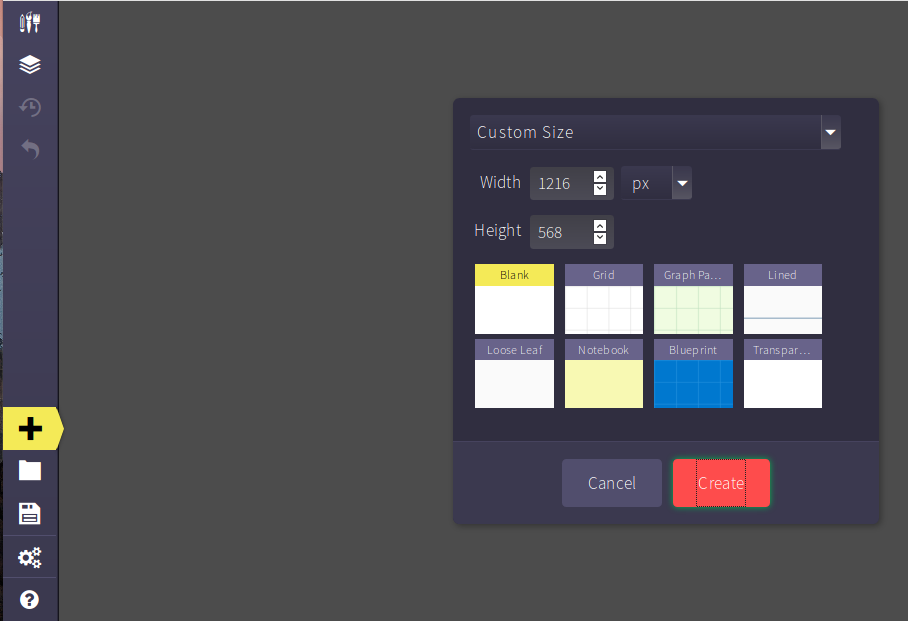 Custom Size
Width 1216 px
Height 568
Blank Grid Graph Pa... Lined
Loose Leaf Notebook Blueprint Transpar...
Cancel Create